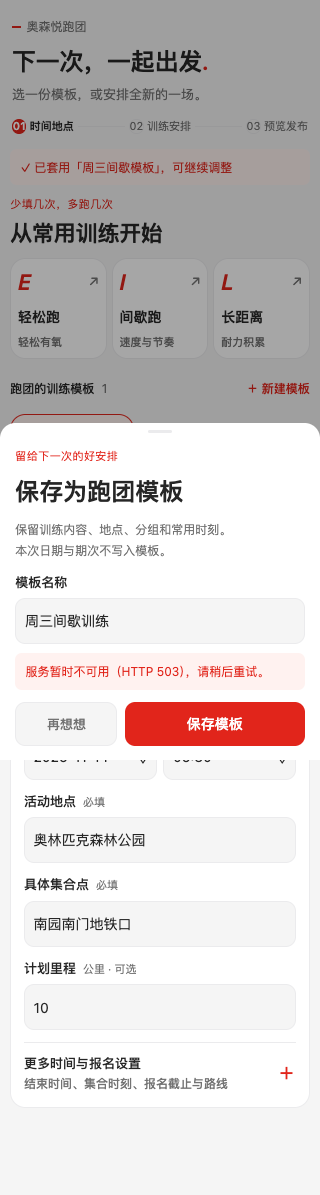 奥森悦跑团
下一次，一起出发.
选一份模板，或安排全新的一场。
01 时间地点 02 训练安排 03 预览发布
✓ 已套用「周三间歇模板」，可继续调整
少填几次，多跑几次
从常用训练开始
E ↗ I ↗ L ↗
轻松跑 间歇跑 长距离
轻松有氧 速度与节奏 耐力积累
跑团的训练模板 1 + 新建模板
留给下一次的好安排
保存为跑团模板
保留训练内容、地点、分组和常用时刻。
本次日期与期次不写入模板。
模板名称
周三间歇训练
服务暂时不可用（HTTP 503），请稍后重试。
再想想 保存模板
活动地点 必填
奥林匹克森林公园
具体集合点 必填
南园南门地铁口
计划里程 公里 · 可选
10
更多时间与报名设置
结束时间、集合时刻、报名截止与路线 +